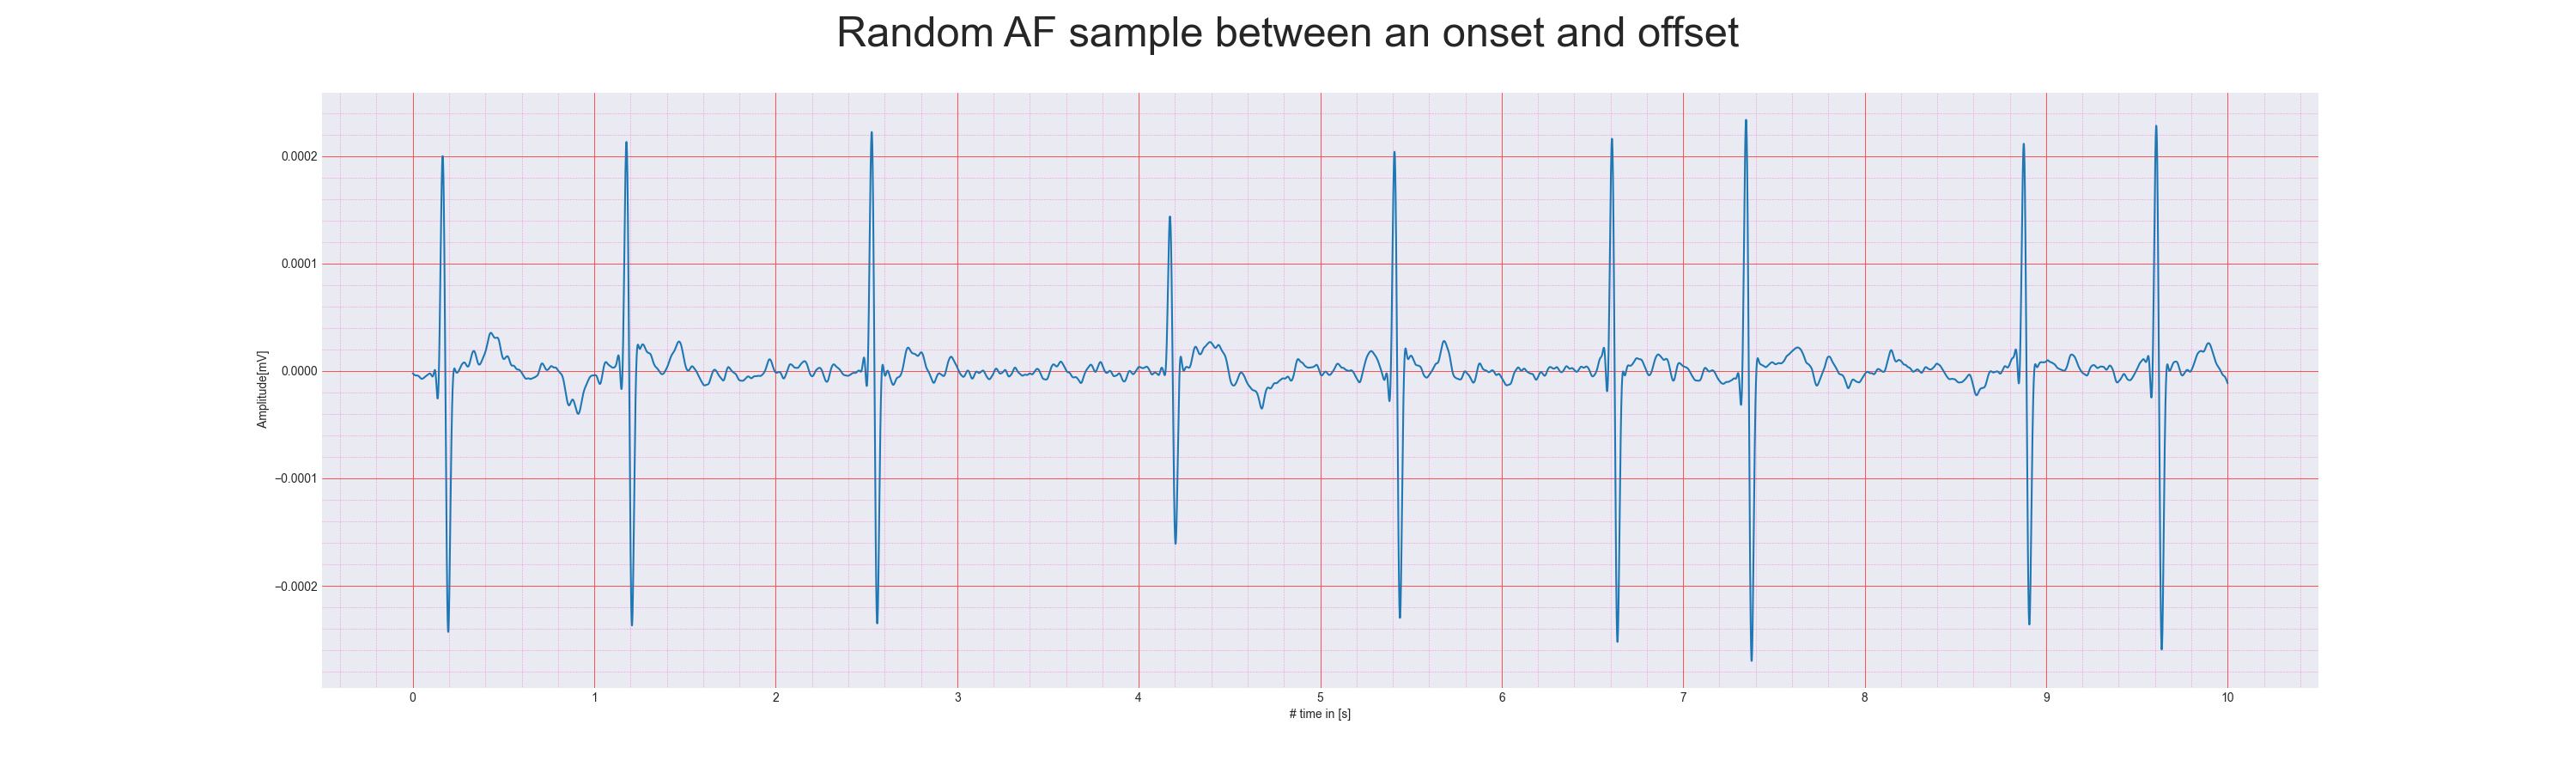 Random AF sample between an onset and offset
0.0002
0.0001
0.0000
−0.0001
−0.0002
Amplitude[mV]
0 1 2 3 4 5 6 7 8 9 10
# time in [s]